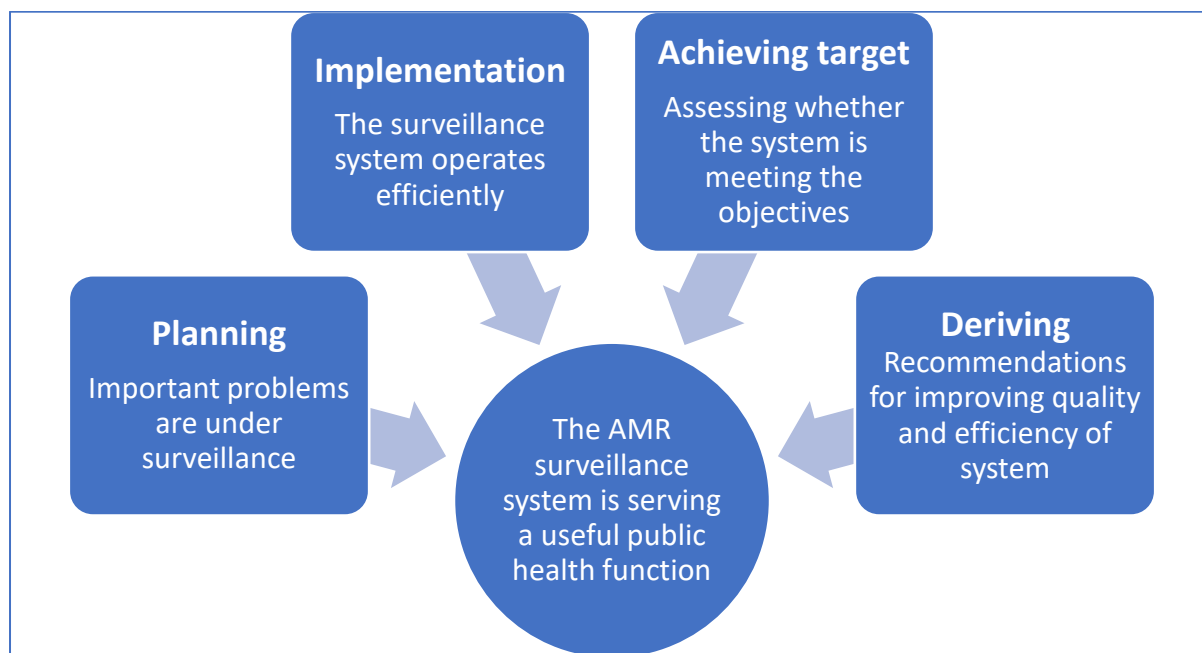 Implementation
The surveillance
system operates
efficiently
Achieving target
Assessing whether
the system is
meeting the
objectives
Planning
Important problems
are under
surveillance
Deriving
Recommendations
for improving quality
and efficiency of
system
The AMR
surveillance
system is serving
a useful public
health function